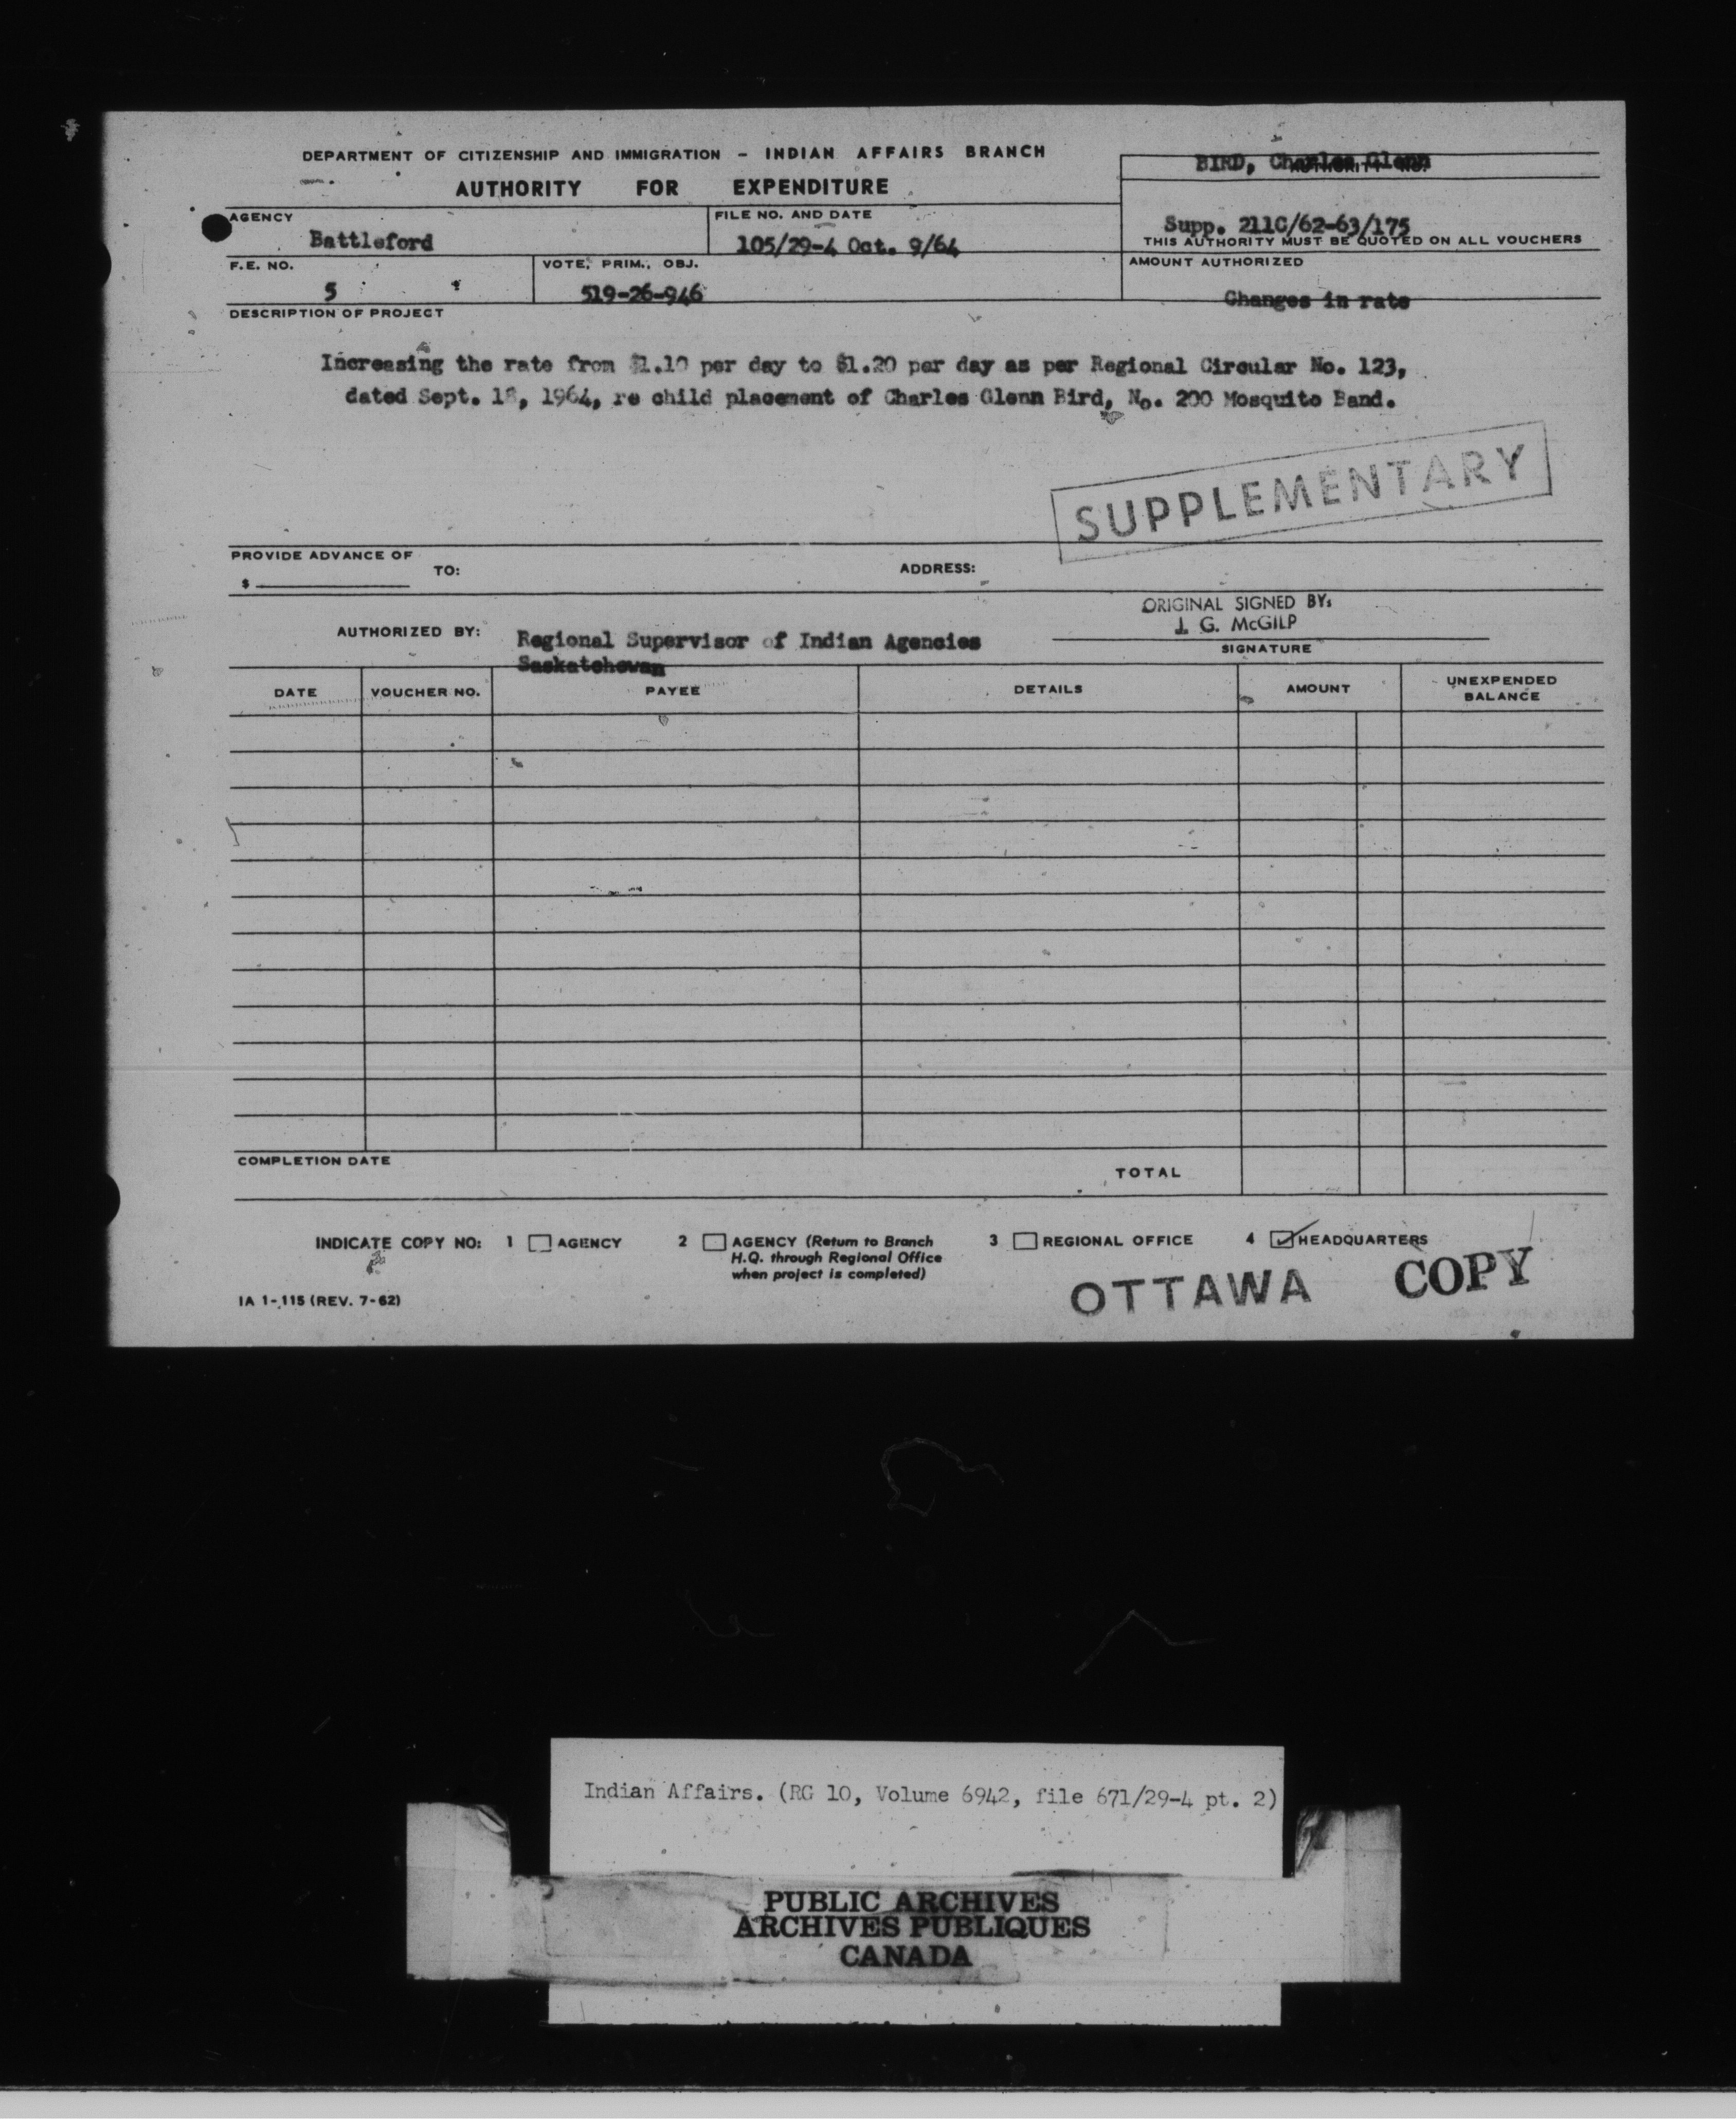 DEPARTMENT OF CITIZENSHIP AND IMMIGRATION - INDIAN AFFAIRS BRANCH
AUTHORITY FOR EXPENDITURE
BIRD, Charles Glenn
AUTHORITY NO.
Supp. 211C/62-63/175
THIS AUTHORITY MUST BE QUOTED ON ALL VOUCHERS
AGENCY
Battleford
FILE NO. AND DATE
105/29-4 Oct. 9/64
F.E. NO.
5
VOTE, PRIM., OBJ.
519-26-946
AMOUNT AUTHORIZED
Changes in rate
DESCRIPTION OF PROJECT
Increasing the rate from $1.10 per day to $1.20 per day as per Regional Circular No. 123,
dated Sept. 18, 1964, re child placement of Charles Glenn Bird, No. 200 Mosquito Band.
SUPPLEMENTARY
PROVIDE ADVANCE OF
$ TO: ADDRESS:
ORIGINAL SIGNED BY:
J. G. McGILP
AUTHORIZED BY: Regional Supervisor of Indian Agencies
Saskatchewan
SIGNATURE
DATE VOUCHER NO. PAYEE DETAILS AMOUNT UNEXPENDED BALANCE
COMPLETION DATE
TOTAL
INDICATE COPY NO: 1 AGENCY 2 AGENCY (Return to Branch 3 REGIONAL OFFICE 4 HEADQUARTERS
H.Q. through Regional Office
when project is completed)
OTTAWA COPY
IA 1-115 (REV. 7-62)
Indian Affairs. (RG 10, Volume 6942, file 671/29-4 pt. 2)
PUBLIC ARCHIVES
ARCHIVES PUBLIQUES
CANADA